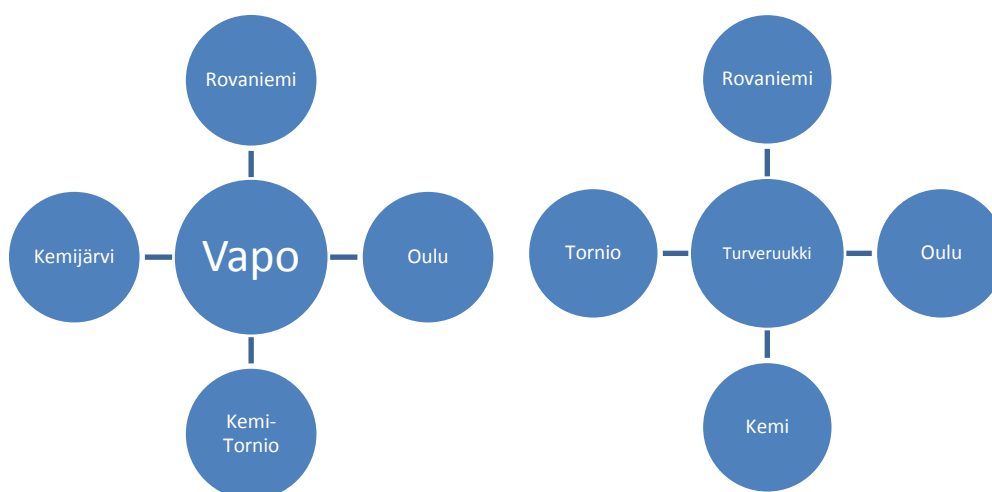 Rovaniemi
Kemijärvi
Vapo
Oulu
Kemi-
Tornio
Rovaniemi
Tornio
Turveruukki
Oulu
Kemi